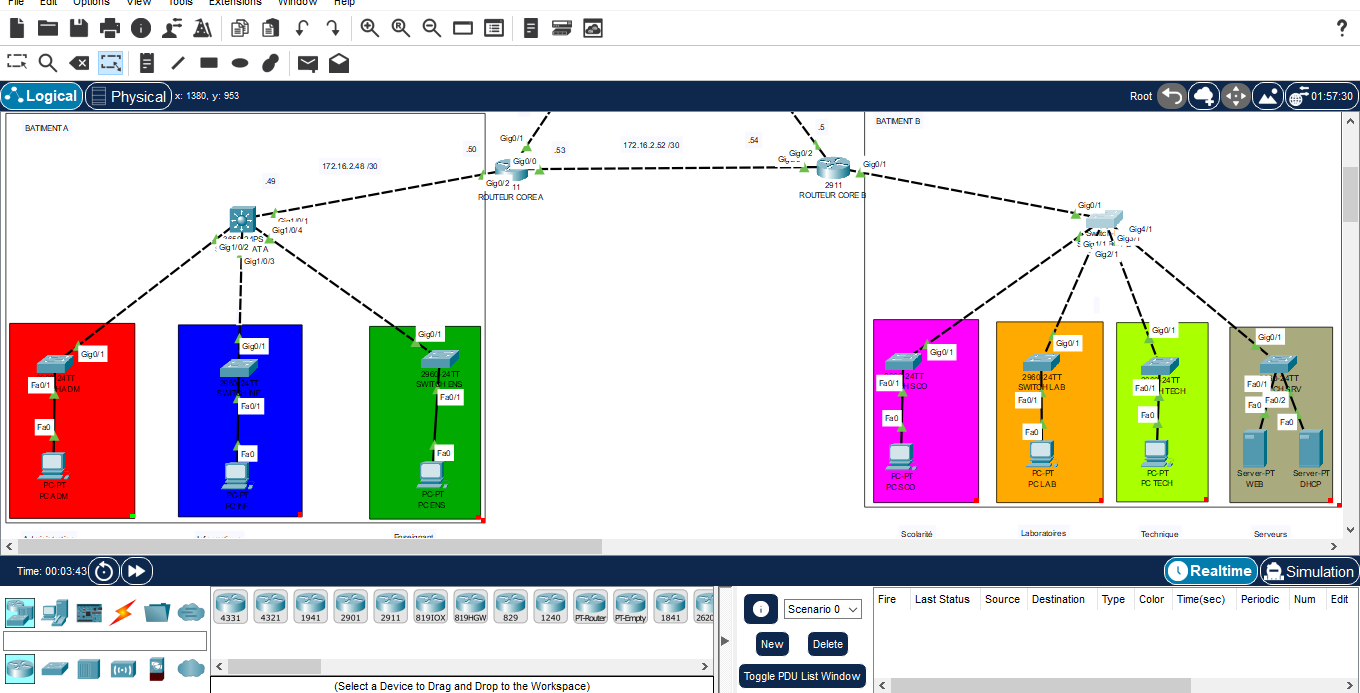 File Edit Options View Tools Extensions Window Help
Logical
Physical
x: 1380, y: 953
Root
01:57:30
BATIMENT A
172.16.2.48 /30
.49
.50
Gig0/1
Gig0/0
Gig0/2
11
ROUTEUR CORE A
.53
172.16.2.52 /30
.54
.5
Gig0/2
Gig0/1
2911
ROUTEUR CORE B
BATIMENT B
Gig1/0/1
Gig1/0/4
Gig1/0/2
Gig1/0/3
Gig0/1
Gig4/1
Gig1/1
Gig2/1
Gig0/1
Fa0/1
Fa0
PC-PT
PC ADM
Gig0/1
Fa0/1
Fa0
PC-PT
Gig0/1
2960-24TT
SWITCH ENS
Fa0/1
Fa0
PC-PT
PC ENS
Gig0/1
Fa0/1
Fa0
PC-PT
PC SCO
Gig0/1
2960-24TT
SWITCH LAB
Fa0/1
Fa0
PC-PT
PC LAB
Gig0/1
Fa0/1
Fa0
PC-PT
PC TECH
Gig0/1
Fa0/1
Fa0/2
Fa0
Fa0
Server-PT
WEB
Server-PT
DHCP
Scolarité
Laboratoires
Technique
Serveurs
Time: 00:03:43
Realtime
Simulation
4331 4321 1941 2901 2911 819IOX 819HGW 829 1240 PT-Router PT-Empty 1841 2620
(Select a Device to Drag and Drop to the Workspace)
Scenario 0
New
Delete
Toggle PDU List Window
Fire Last Status Source Destination Type Color Time(sec) Periodic Num Edit